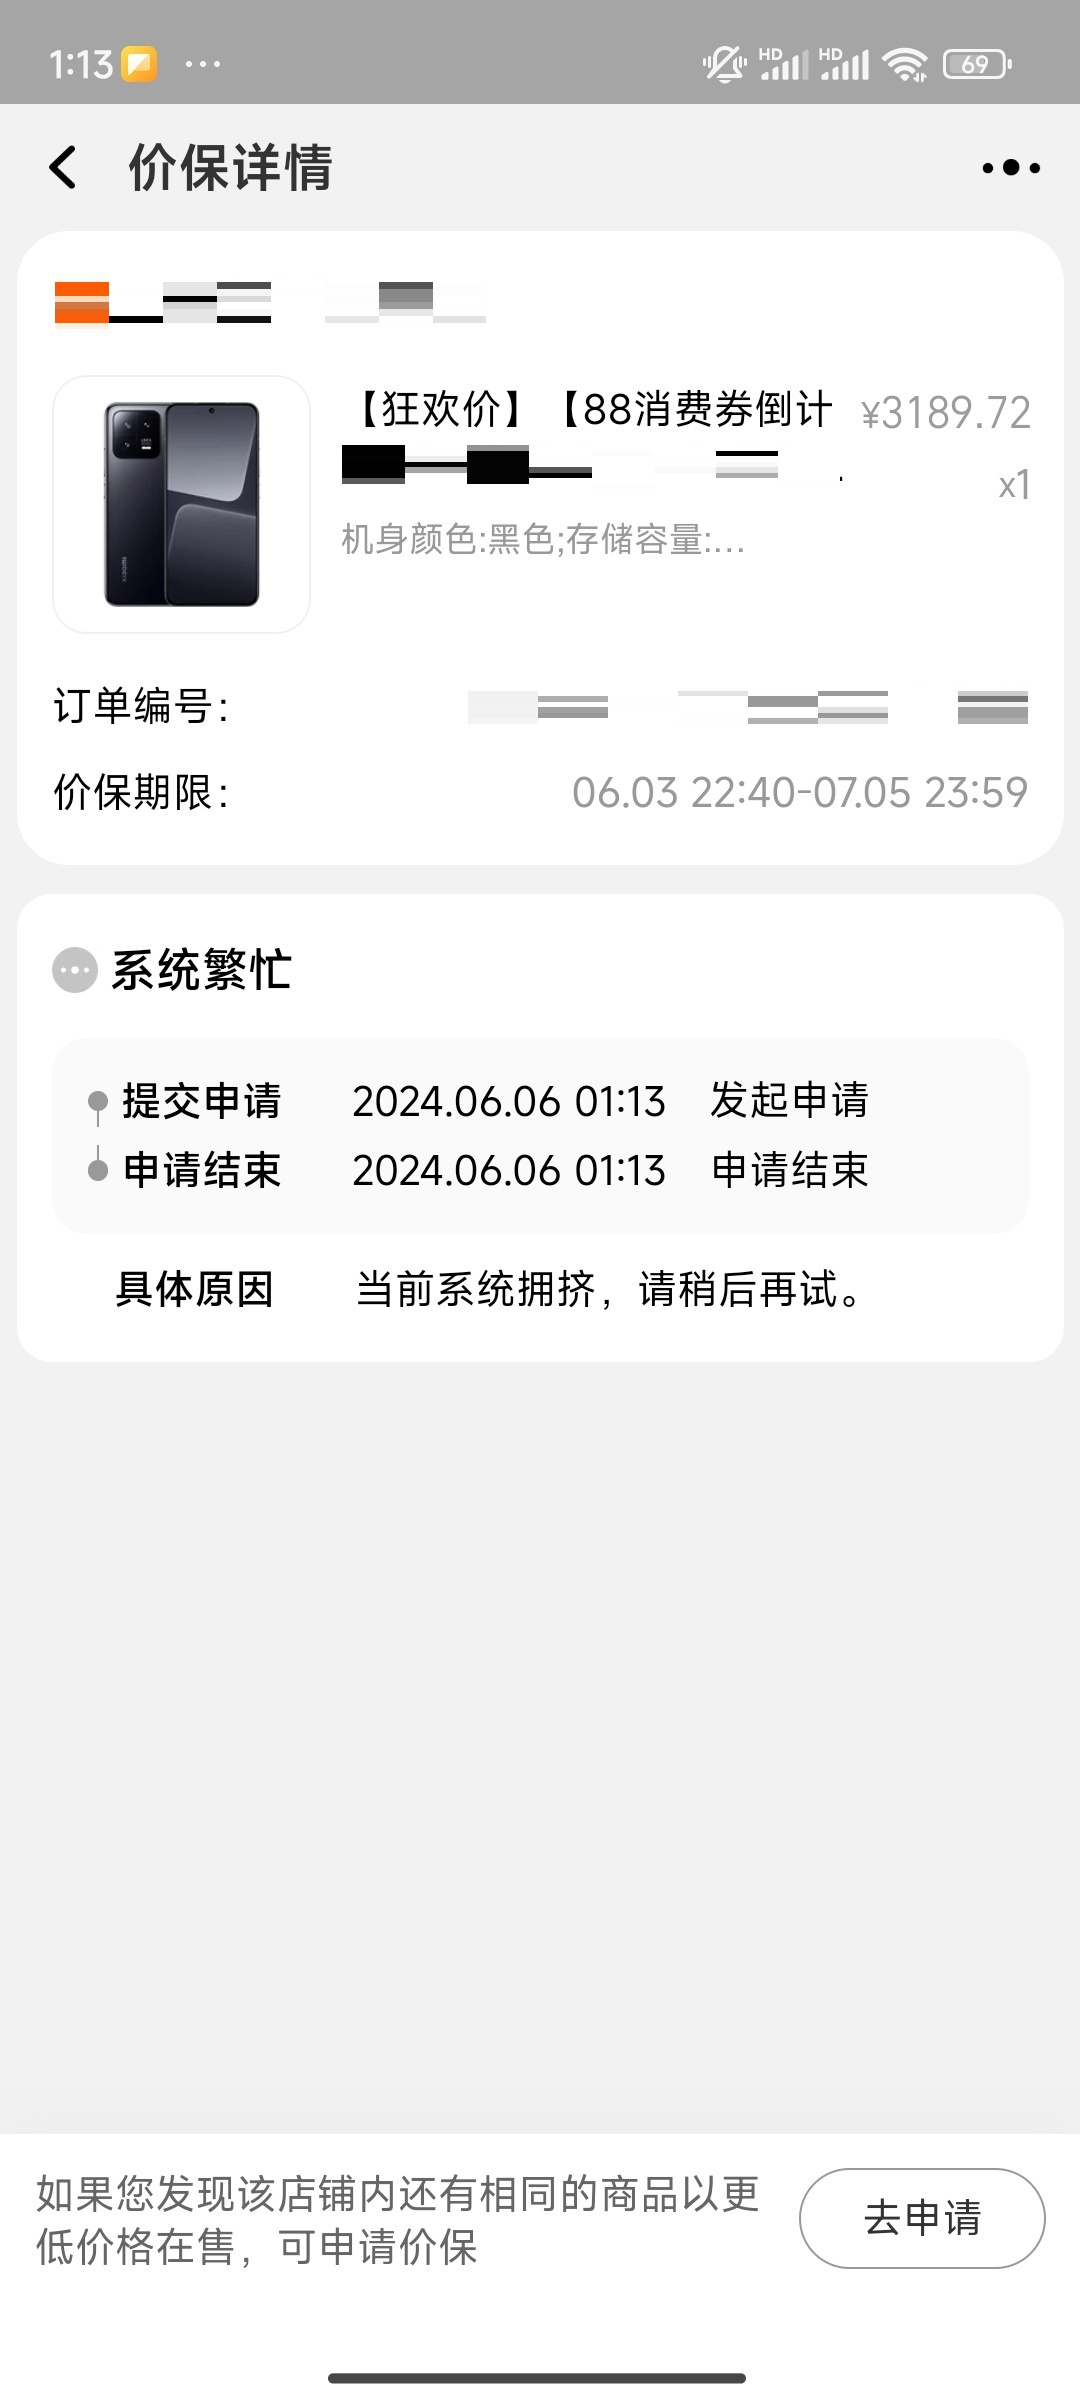 1:13
HD HD 69
价保详情
【狂欢价】【88消费券倒计
¥3189.72
x1
机身颜色:黑色;存储容量:...
订单编号:
价保期限:
06.03 22:40-07.05 23:59
系统繁忙
提交申请 2024.06.06 01:13 发起申请
申请结束 2024.06.06 01:13 申请结束
具体原因 当前系统拥挤，请稍后再试。
如果您发现该店铺内还有相同的商品以更
低价格在售，可申请价保
去申请